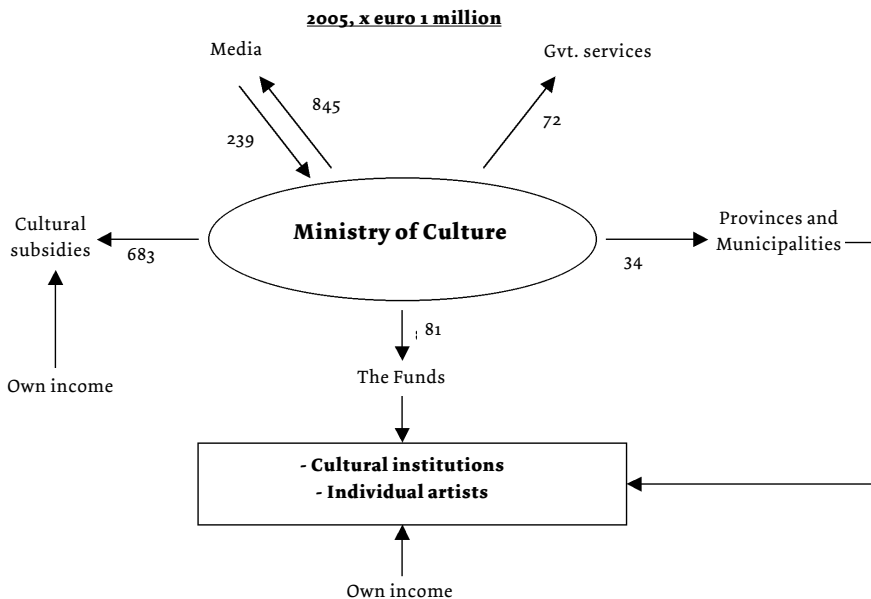 2005, x euro 1 million
Media
Gvt. services
845
72
239
Ministry of Culture
Cultural
subsidies
683
Provinces and
Municipalities
34
81
The Funds
Own income
- Cultural institutions
- Individual artists
Own income